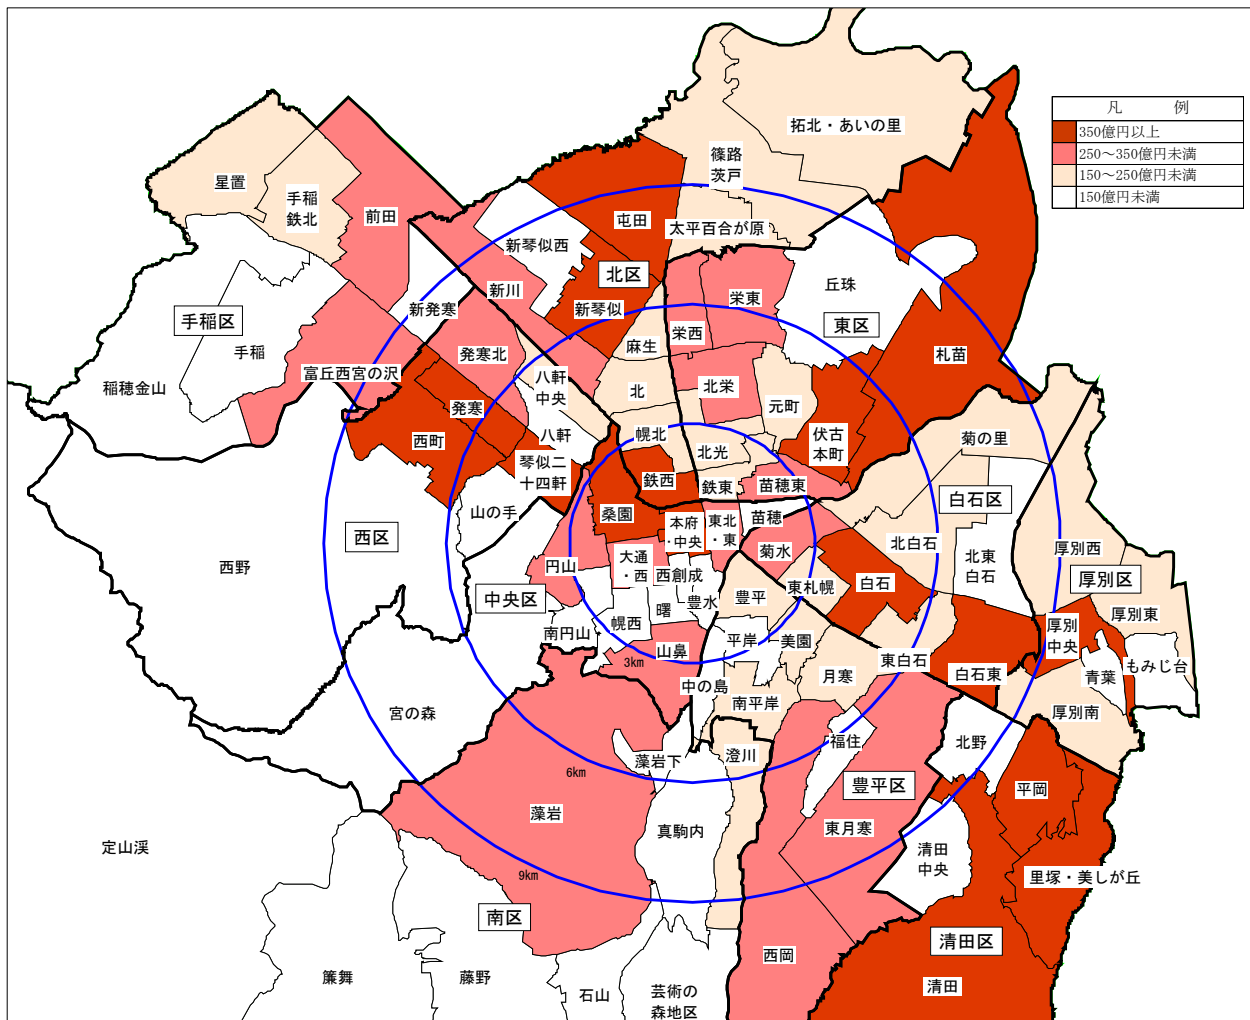 凡　例
350億円以上
250～350億円未満
150～250億円未満
150億円未満
拓北・あいの里
篠路
茨戸
星置
手稲
鉄北
前田
屯田
太平百合が原
新琴似西
北区
丘珠
新川
栄東
新発寒
新琴似
手稲区
東区
栄西
麻生
手稲
発寒北
札苗
富丘西宮の沢
稲穂金山
八軒
中央
北
北栄
元町
発寒
西町
八軒
幌北
北光
伏古
本町
菊の里
琴似二
十四軒
鉄西
鉄東
苗穂東
白石区
山の手
桑園
本府
・中央
東北
・東
苗穂
西区
菊水
北白石
北東
白石
厚別西
西野
円山
大通
・西
西創成
東札幌
白石
厚別区
中央区
曙
豊水
豊平
厚別東
南円山
幌西
平岸
美園
厚別
中央
山鼻
3km
東白石
白石東
もみじ台
青葉
中の島
月寒
南平岸
宮の森
厚別南
福住
北野
藻岩下
澄川
6km
豊平区
平岡
藻岩
真駒内
東月寒
定山渓
清田
中央
9km
里塚・美しが丘
南区
清田区
西岡
簾舞
藤野
石山
芸術の
森地区
清田